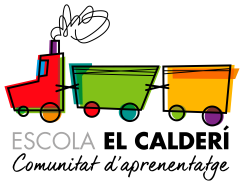 ESCOLA EL CALDERÍ
Comunitat d'aprenentatge